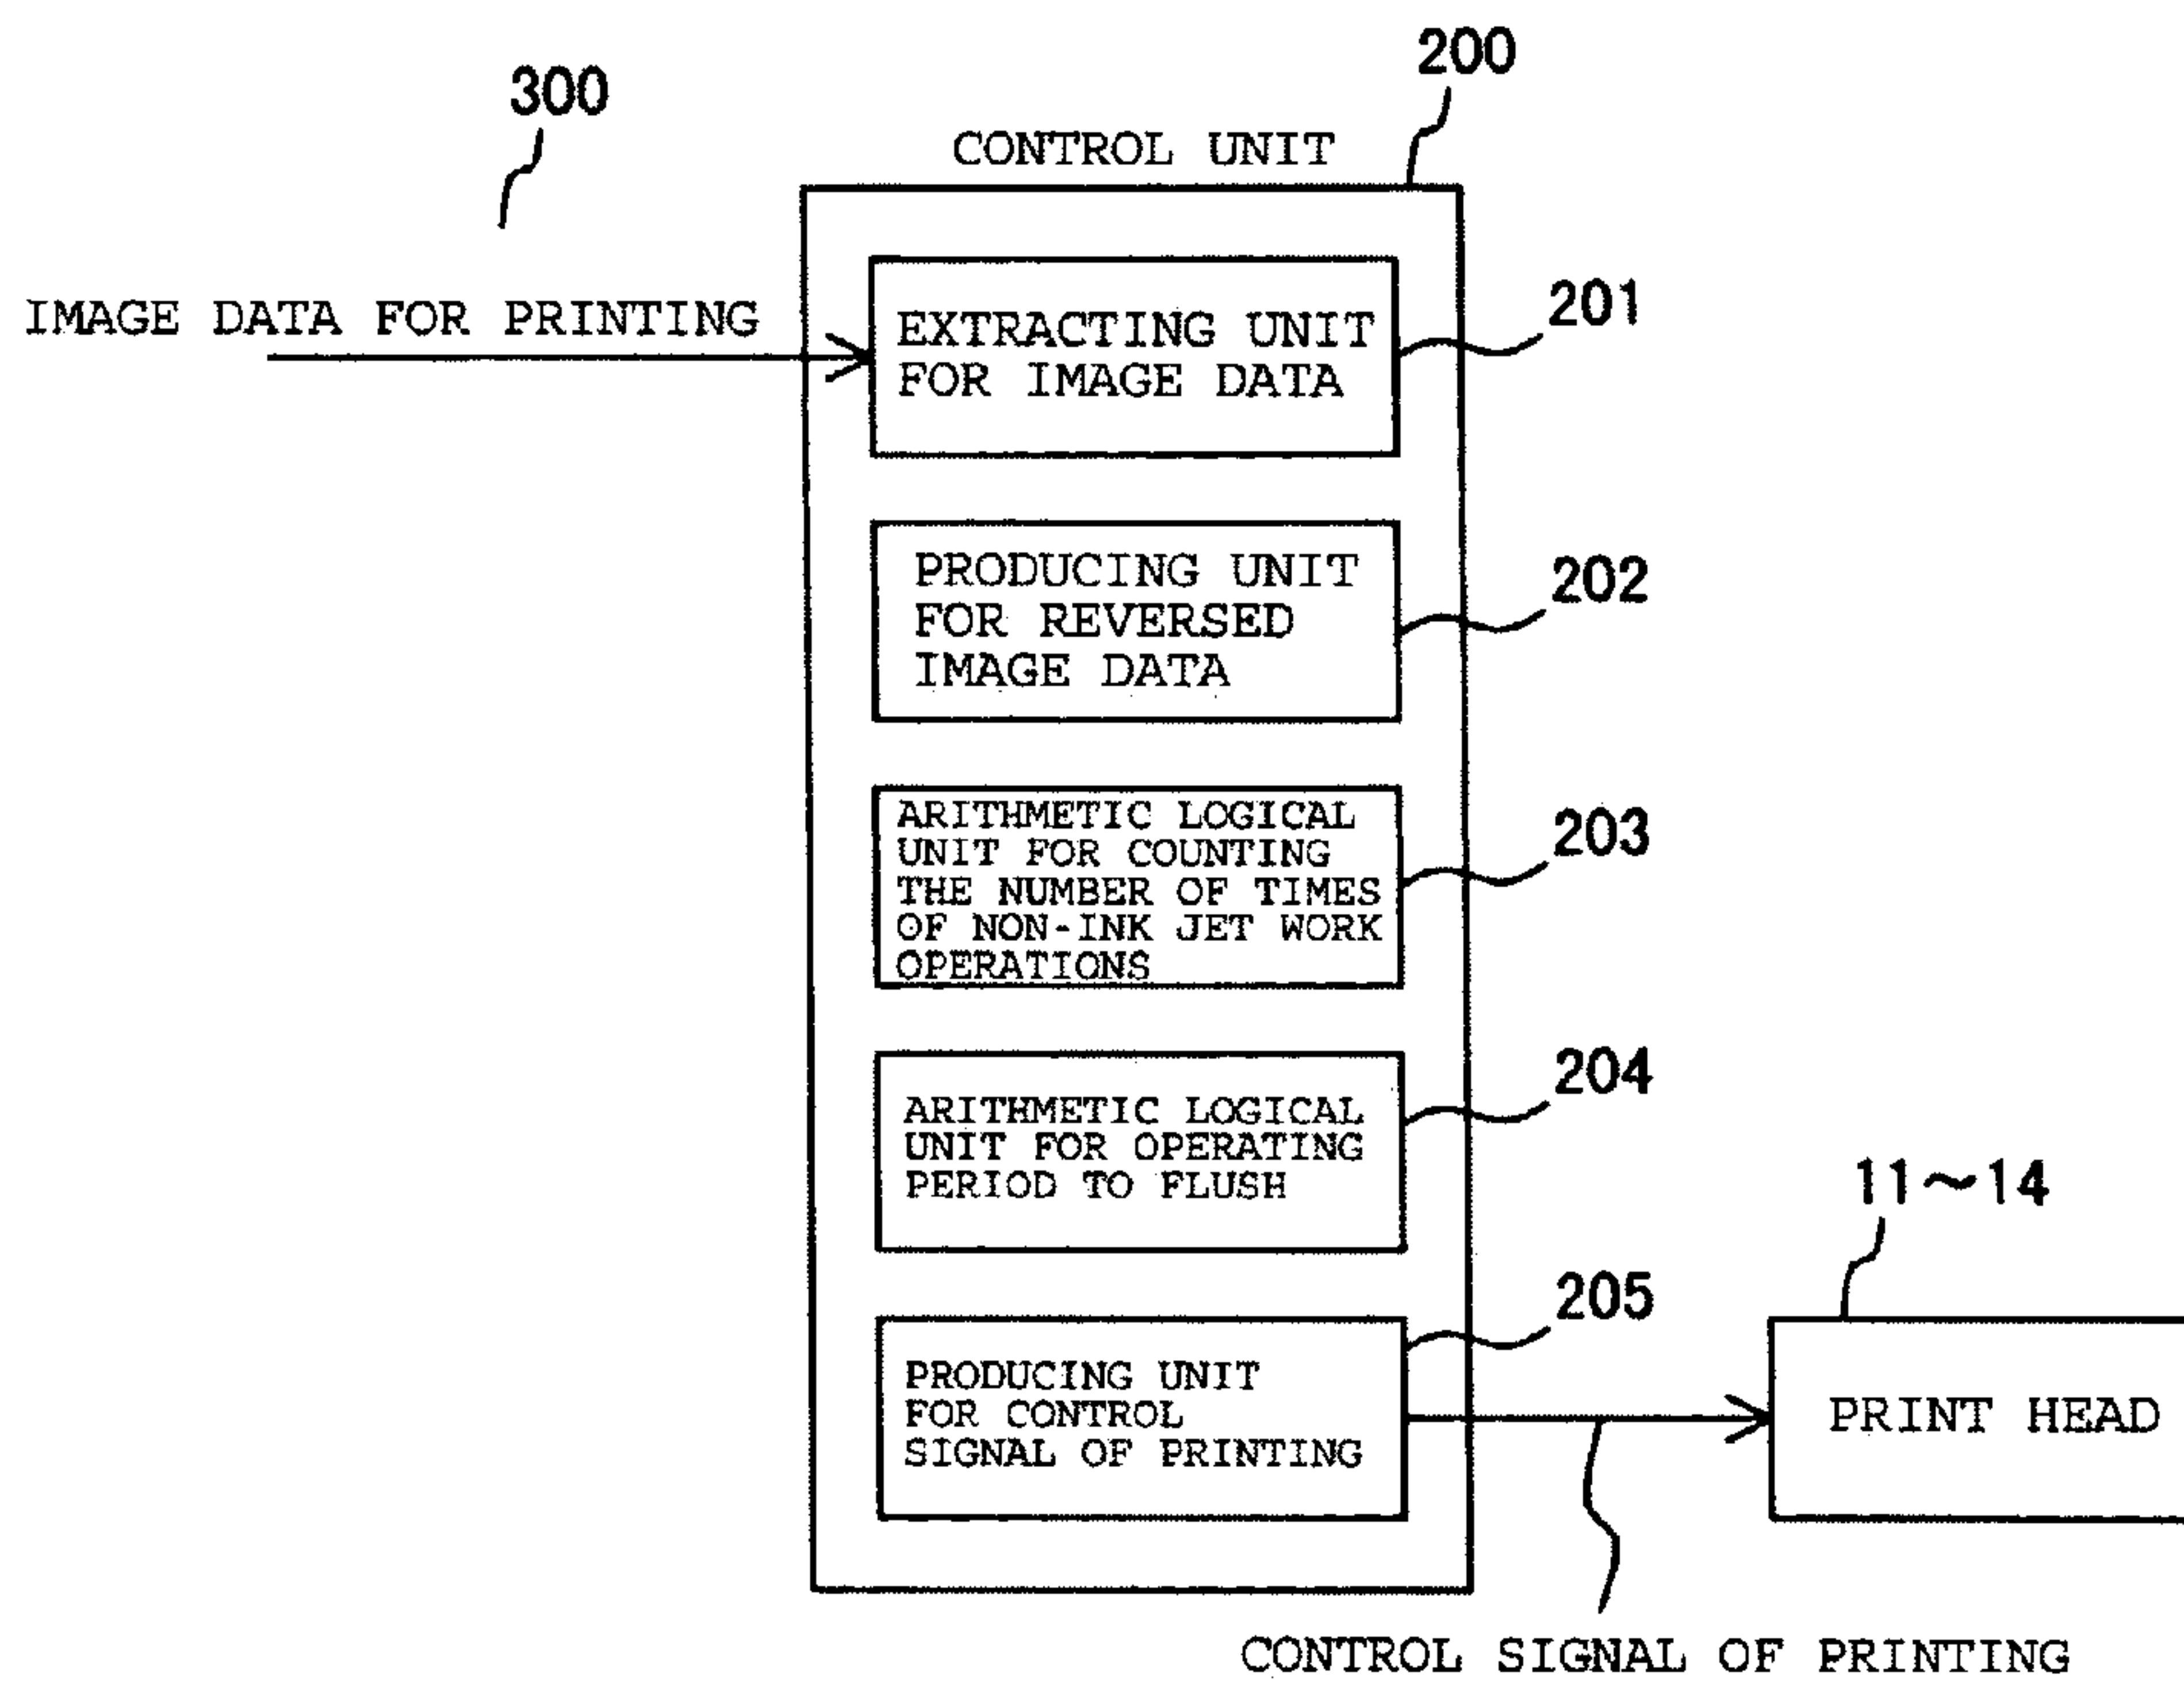 200
300
CONTROL UNIT
IMAGE DATA FOR PRINTING
EXTRACTING UNIT
FOR IMAGE DATA
201
PRODUCING UNIT
FOR REVERSED
IMAGE DATA
202
ARITHMETIC LOGICAL
UNIT FOR COUNTING
THE NUMBER OF TIMES
OF NON-INK JET WORK
OPERATIONS
203
ARITHMETIC LOGICAL
UNIT FOR OPERATING
PERIOD TO FLUSH
204
11～14
PRODUCING UNIT
FOR CONTROL
SIGNAL OF PRINTING
205
PRINT HEAD
CONTROL SIGNAL OF PRINTING